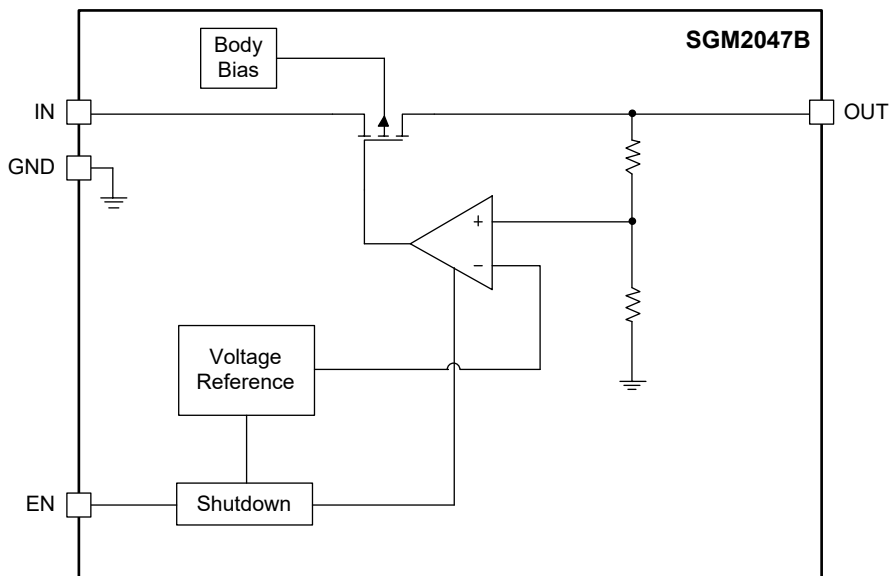 SGM2047B
Body
Bias
IN
OUT
GND
+
−
Voltage
Reference
EN
Shutdown